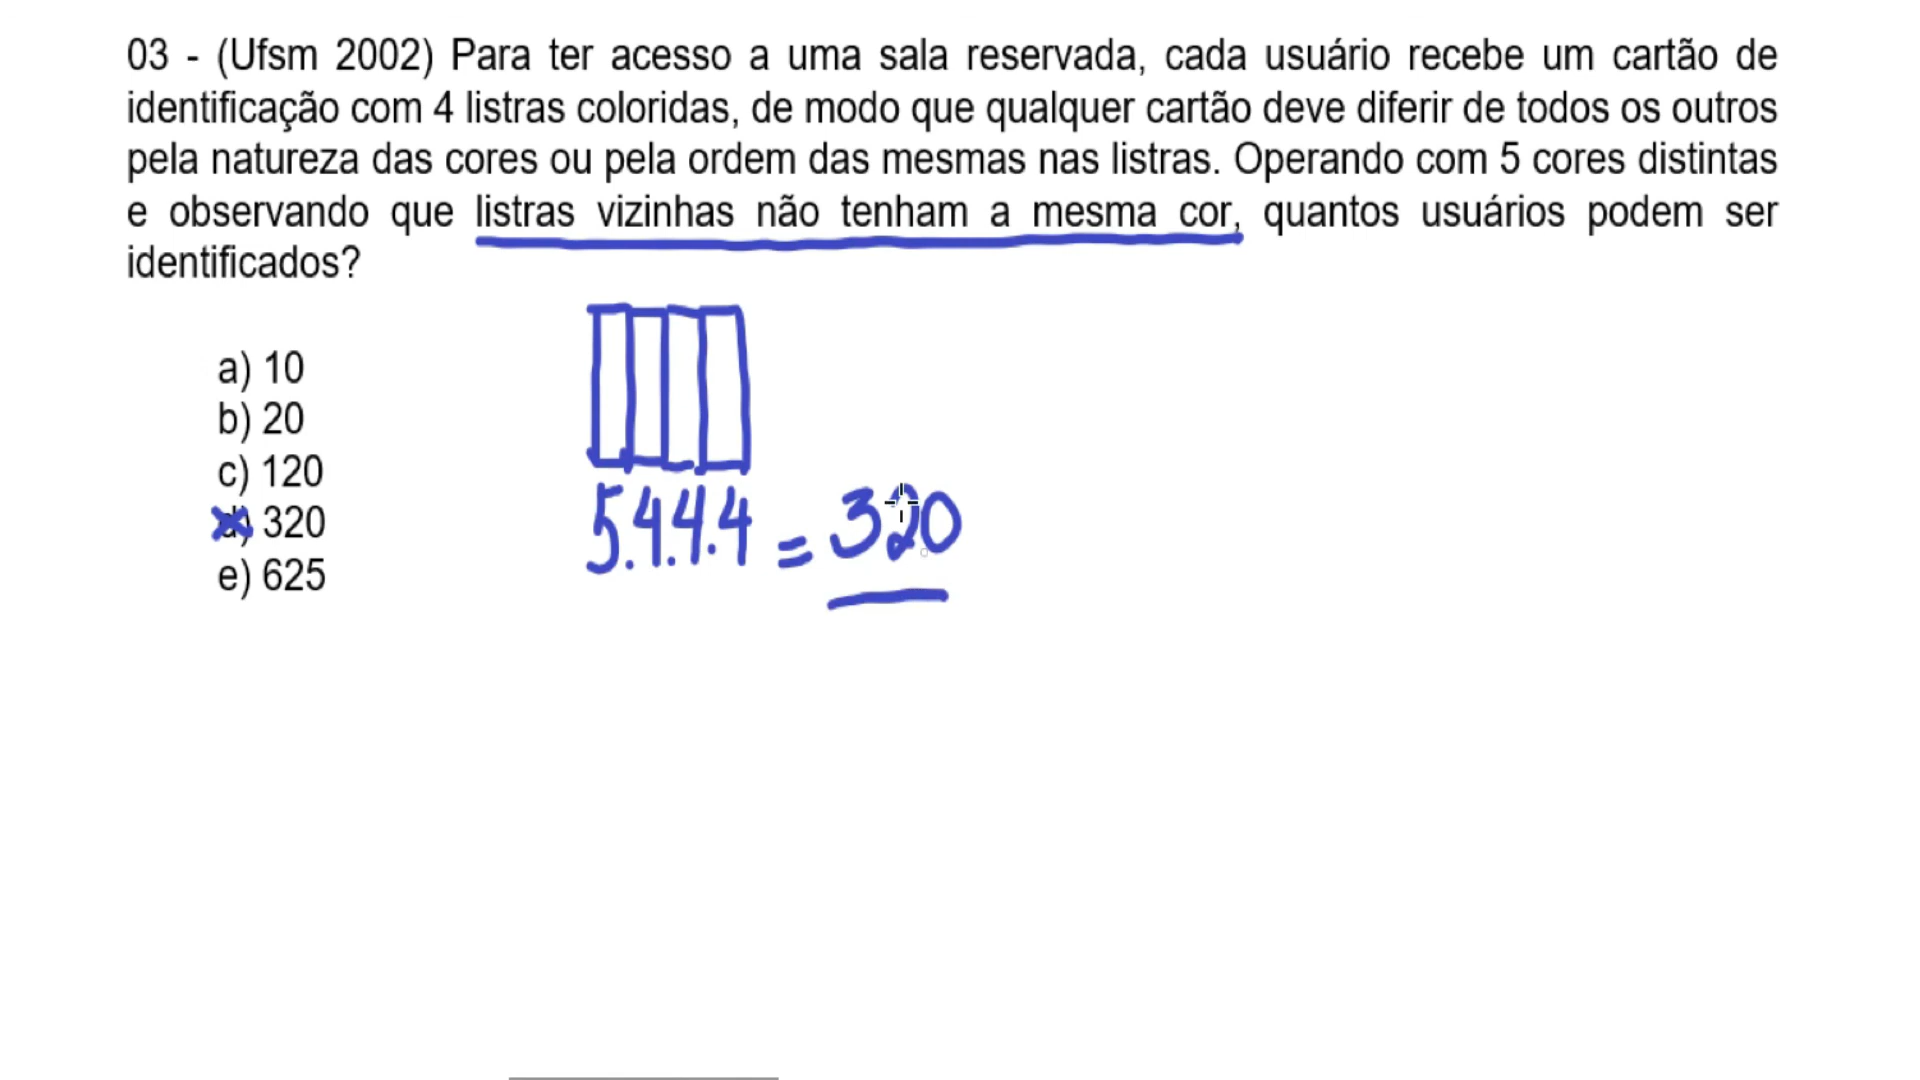 03 - (Ufsm 2002) Para ter acesso a uma sala reservada, cada usuário recebe um cartão de
identificação com 4 listras coloridas, de modo que qualquer cartão deve diferir de todos os outros
pela natureza das cores ou pela ordem das mesmas nas listras. Operando com 5 cores distintas
e observando que listras vizinhas não tenham a mesma cor, quantos usuários podem ser
identificados?
a) 10
b) 20
c) 120
d) 320
e) 625
5.4.4.4 = 320